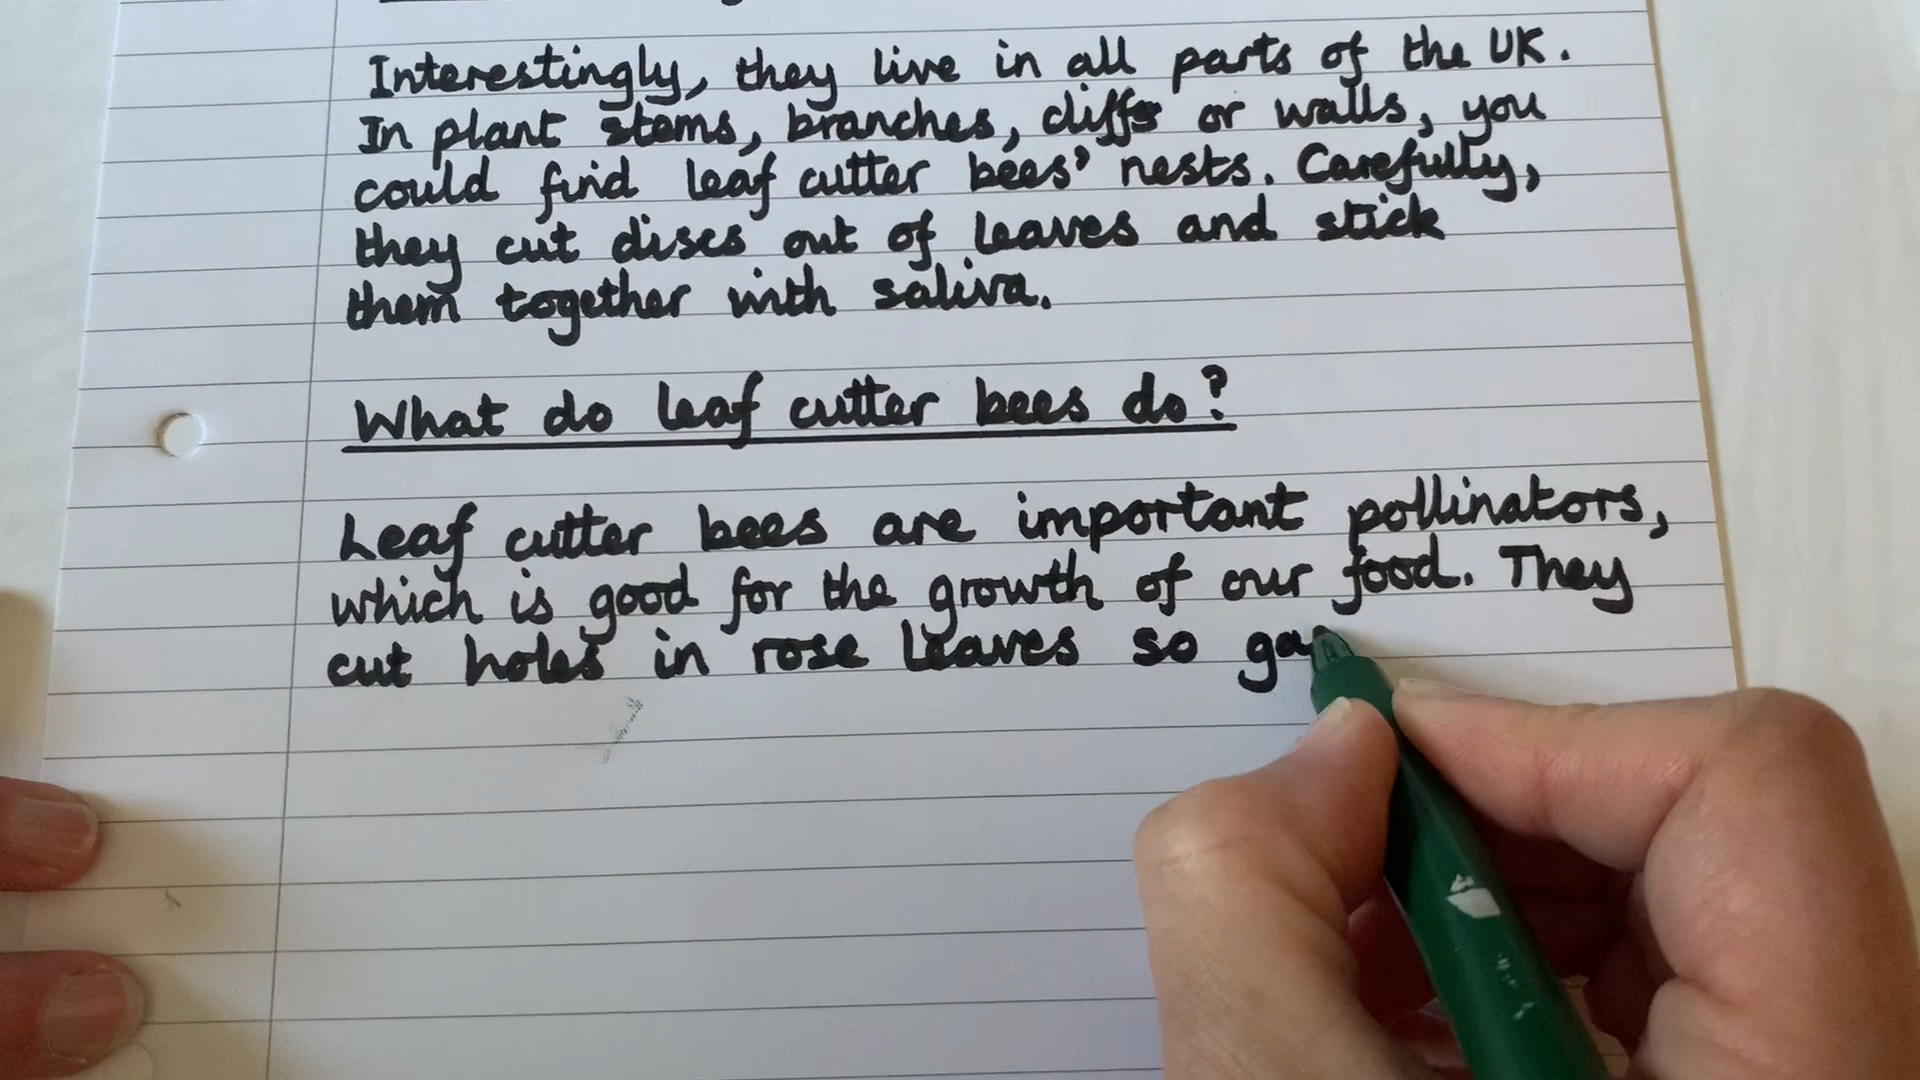 Interestingly, they live in all parts of the UK.
In plant stems, branches, cliffs or walls, you
could find leaf cutter bees' nests. Carefully,
they cut discs out of leaves and stick
them together with saliva.
What do leaf cutter bees do?
Leaf cutter bees are important pollinators,
which is good for the growth of our food. They
cut holes in rose leaves so ga